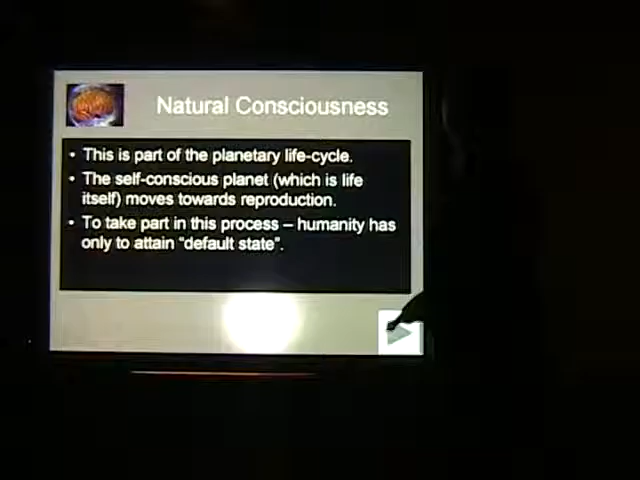 Natural Consciousness
• This is part of the planetary life-cycle.
• The self-conscious planet (which is life
itself) moves towards reproduction.
• To take part in this process – humanity has
only to attain “default state”.